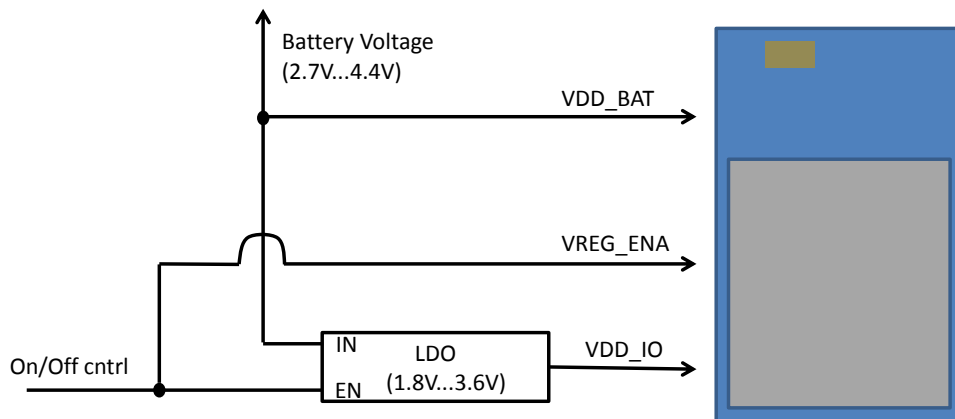 Battery Voltage
(2.7V...4.4V)
VDD_BAT
VREG_ENA
IN
LDO
VDD_IO
On/Off cntrl
(1.8V...3.6V)
EN